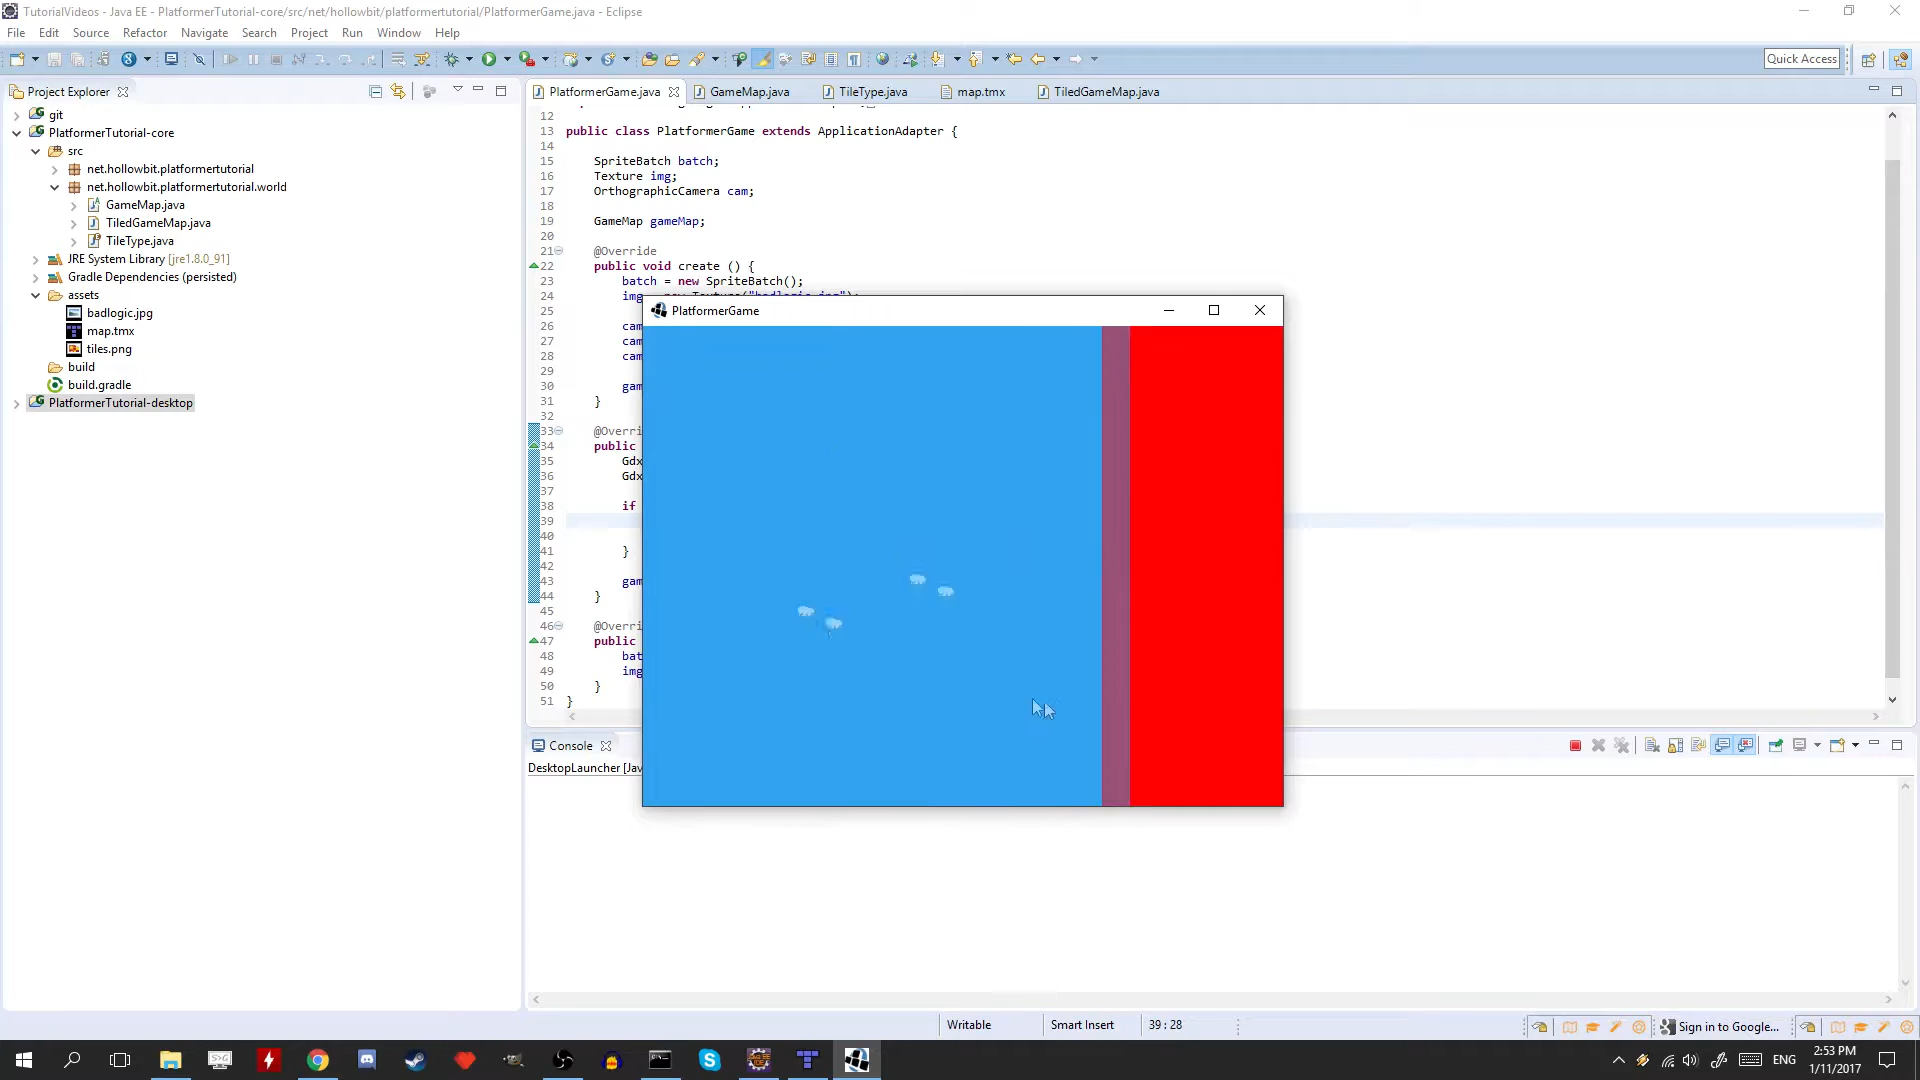 TutorialVideos - Java EE - PlatformerTutorial-core/src/net/hollowbit/platformertutorial/PlatformerGame.java - Eclipse
File Edit Source Refactor Navigate Search Project Run Window Help
Quick Access
Project Explorer
git
PlatformerTutorial-core
src
net.hollowbit.platformertutorial
net.hollowbit.platformertutorial.world
GameMap.java
TiledGameMap.java
TileType.java
JRE System Library [jre1.8.0_91]
Gradle Dependencies (persisted)
assets
badlogic.jpg
map.tmx
tiles.png
build
build.gradle
PlatformerTutorial-desktop
PlatformerGame.java GameMap.java TileType.java map.tmx TiledGameMap.java
12
13 public class PlatformerGame extends ApplicationAdapter {
14
15 SpriteBatch batch;
16 Texture img;
17 OrthographicCamera cam;
18
19 GameMap gameMap;
20
21 @Override
22 public void create () {
23 batch = new SpriteBatch();
24 img
25
26 cam
27 cam
28 cam
29
30 gam
31 }
32
33 @Overri
34 public
35 Gdx
36 Gdx
37
38 if
39
40
41 }
42
43 gam
44 }
45
46 @Overri
47 public
48 bat
49 img
50 }
51 }
PlatformerGame
Console
DesktopLauncher [Jav
Writable Smart Insert 39 : 28
Sign in to Google...
ENG
2:53 PM
1/11/2017